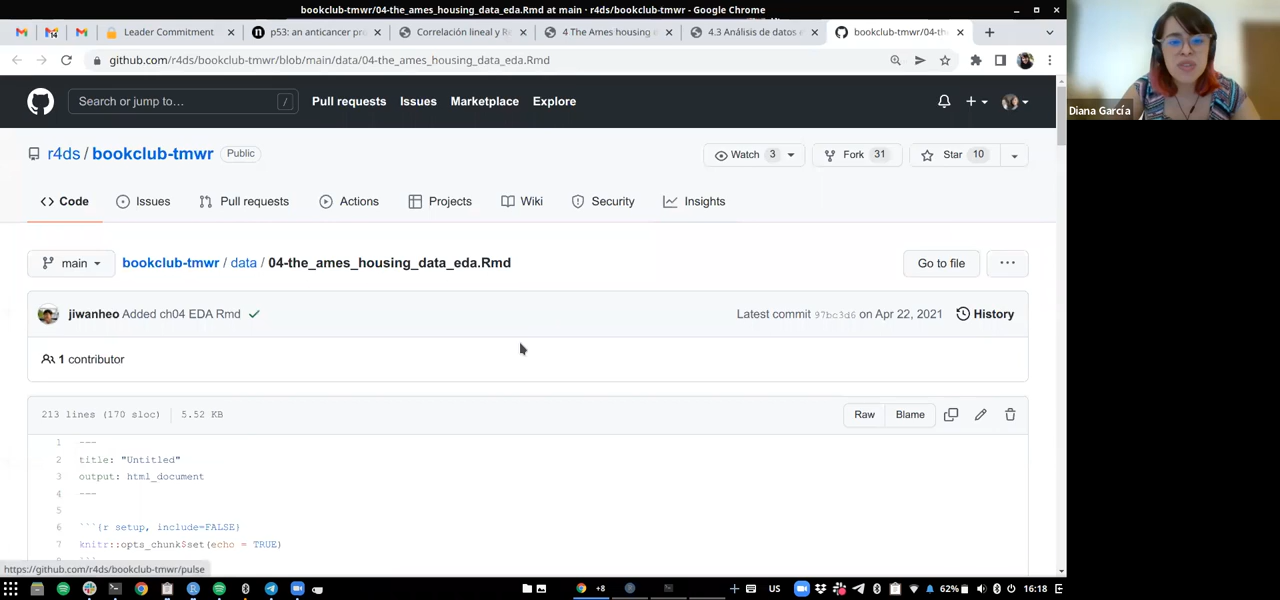 bookclub-tmwr/04-the_ames_housing_data_eda.Rmd at main · r4ds/bookclub-tmwr - Google Chrome
Leader Commitment
p53: an anticancer pr
Correlación lineal y R
4 The Ames housing
4.3 Análisis de datos e
bookclub-tmwr/04-th
github.com/r4ds/bookclub-tmwr/blob/main/data/04-the_ames_housing_data_eda.Rmd
Diana García
Search or jump to…
/
Pull requests
Issues
Marketplace
Explore
r4ds / bookclub-tmwr
Public
Watch 3
Fork 31
Star 10
Code
Issues
Pull requests
Actions
Projects
Wiki
Security
Insights
main
bookclub-tmwr / data / 04-the_ames_housing_data_eda.Rmd
Go to file
jiwanheo Added ch04 EDA Rmd
Latest commit 97bc3d6 on Apr 22, 2021
History
1 contributor
213 lines (170 sloc)
5.52 KB
Raw
Blame
1 ---
2 title: "Untitled"
3 output: html_document
4 ---
5
6 ```{r setup, include=FALSE}
7 knitr::opts_chunk$set(echo = TRUE)
https://github.com/r4ds/bookclub-tmwr/pulse
+8
US
62%
16:18